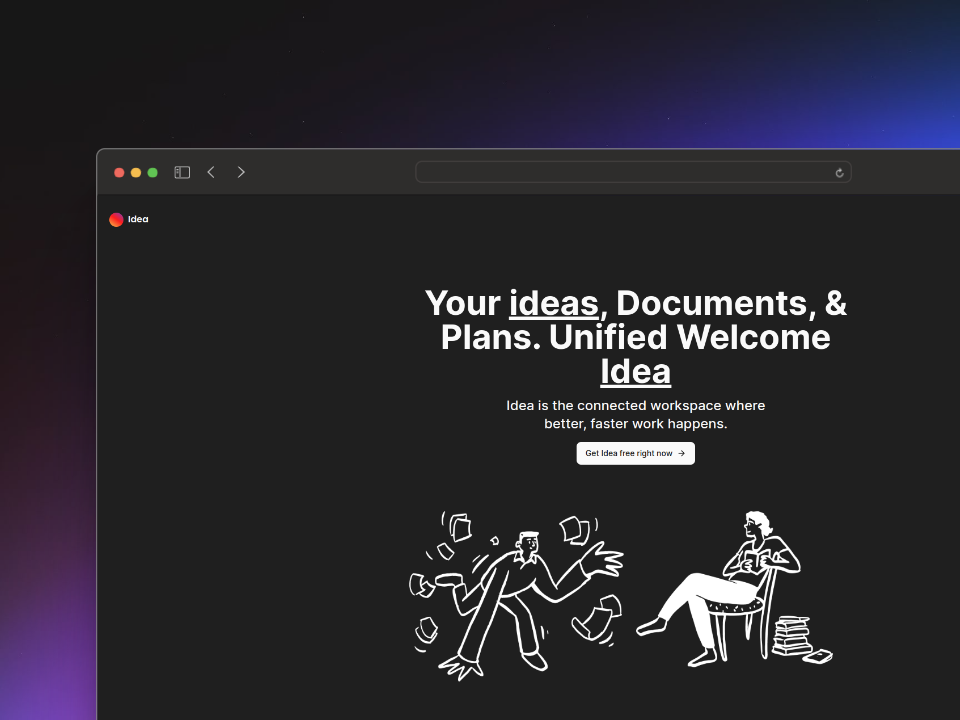 Idea
Your ideas, Documents, &
Plans. Unified Welcome
Idea
Idea is the connected workspace where
better, faster work happens.
Get Idea free right now →